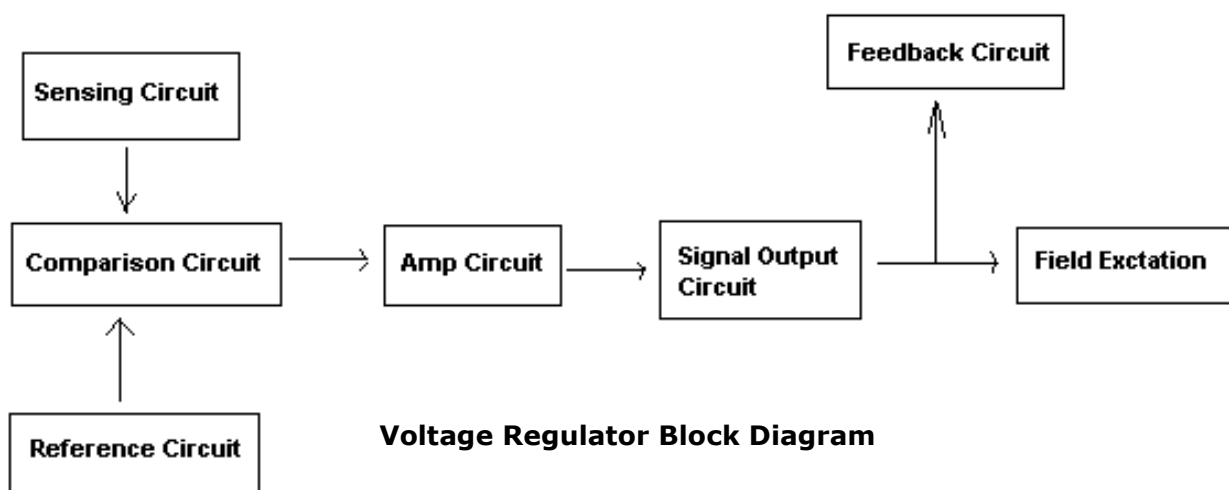 Feedback Circuit
Sensing Circuit
Comparison Circuit
Amp Circuit
Signal Output
Circuit
Field Exctation
Reference Circuit
Voltage Regulator Block Diagram